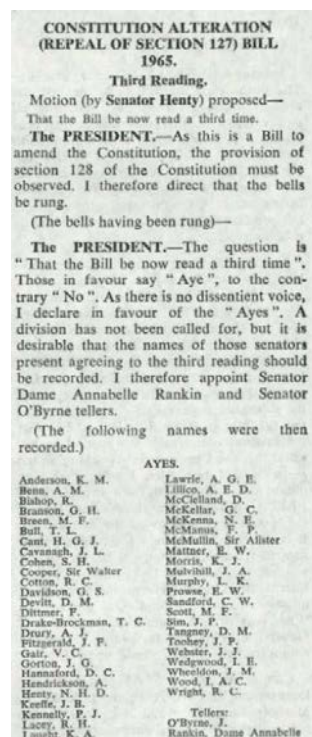 CONSTITUTION ALTERATION
(REPEAL OF SECTION 127) BILL
1965.
Third Reading.
Motion (by Senator Henty) proposed—
That the Bill be now read a third time.
The PRESIDENT.—As this is a Bill to
amend the Constitution, the provision of
section 128 of the Constitution must be
observed. I therefore direct that the bells
be rung.
(The bells having been rung)—
The PRESIDENT.—The question is
" That the Bill be now read a third time ".
Those in favour say " Aye ", to the con-
trary " No ". As there is no dissentient voice,
I declare in favour of the " Ayes ". A
division has not been called for, but it is
desirable that the names of those senators
present agreeing to the third reading should
be recorded. I therefore appoint Senator
Dame Annabelle Rankin and Senator
O'Byrne tellers.
(The following names were then
recorded.)
AYES.
Anderson, K. M.
Benn, A. M.
Bishop, R.
Branson, G. H.
Breen, M. F.
Bull, T. L.
Cant, H. G. J.
Cavanagh, J. L.
Cohen, S. H.
Cooper, Sir Walter
Cotton, R. C.
Davidson, G. S.
Devitt, D. M.
Dittmer, F.
Drake-Brockman, T. C.
Drury, A. J.
Fitzgerald, J. F.
Gair, V. C.
Gorton, J. G.
Hannaford, D. C.
Hendrickson, A.
Henty, N. H. D.
Keeffe, J. B.
Kennelly, P. J.
Lacey, R. H.
Laught, K. A.
Lawrie, A. G. E.
Lillico, A. E. D.
McClelland, D.
McKellar, G. C.
McKenna, N. E.
McManus, F. P.
McMullin, Sir Alister
Mattner, E. W.
Morris, K. J.
Mulvihill, J. A.
Murphy, L. K.
Prowse, E. W.
Sandford, C. W.
Scott, M. F.
Sim, J. P.
Tangney, D. M.
Toohey, J. P.
Webster, J. J.
Wedgwood, I. E.
Wheeldon, J. M.
Wood, I. A. C.
Wright, R. C.
Tellers:
O'Byrne, J.
Rankin, Dame Annabelle